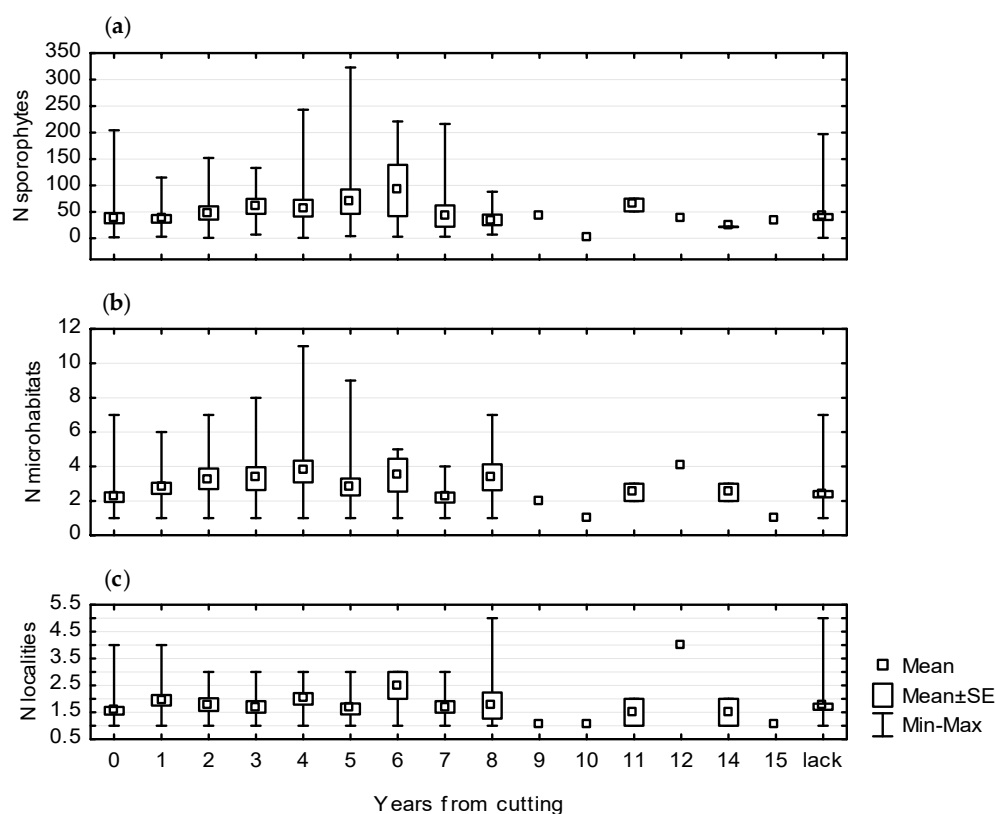 (a)
350
300
250
200
150
100
50
0
N sporophytes
(b)
12
10
8
6
4
2
0
N microhabitats
(c)
5.5
4.5
3.5
2.5
1.5
0.5
N localities
0 1 2 3 4 5 6 7 8 9 10 11 12 14 15 lack
Years from cutting
Mean
Mean±SE
Min-Max